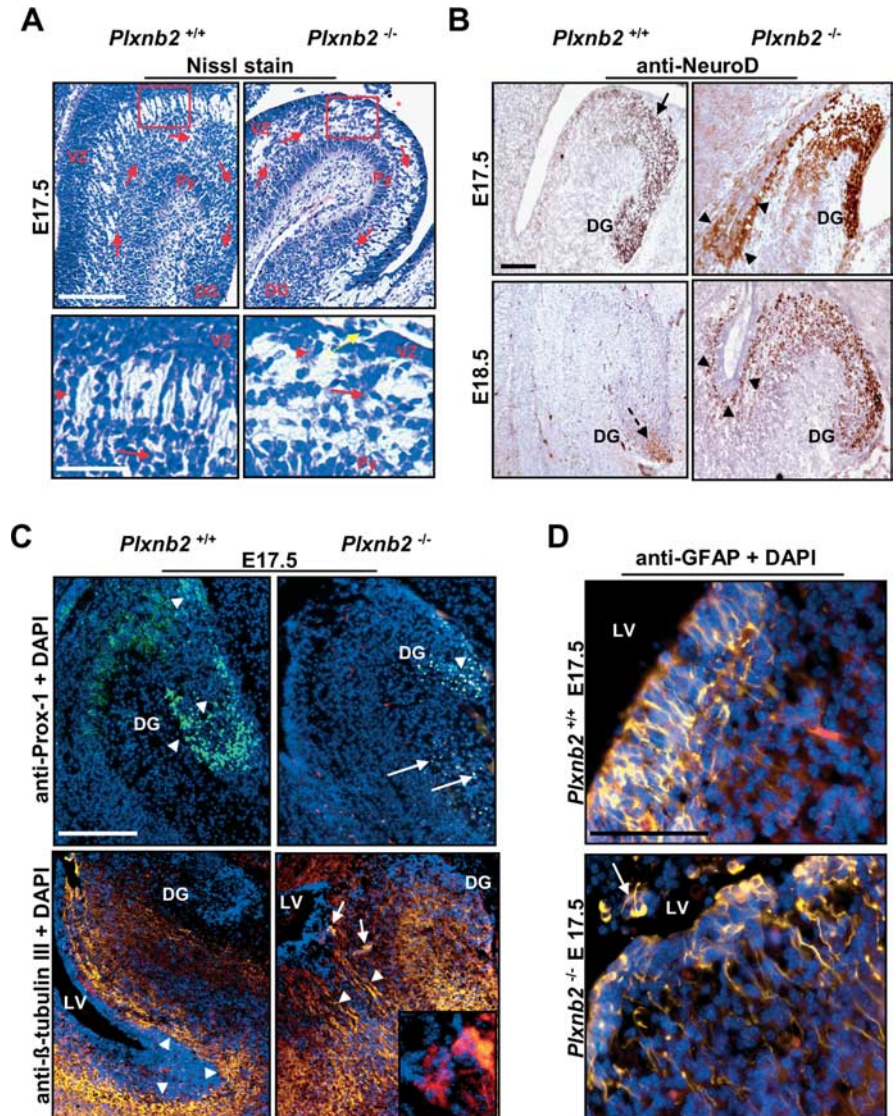 A
Plxnb2 +/+ Plxnb2 -/-
Nissl stain
E17.5
VZ
Py
DG
VZ
Py
DG
*
VZ
VZ
Py
B
Plxnb2 +/+ Plxnb2 -/-
anti-NeuroD
E17.5
DG
DG
E18.5
DG
DG
C
Plxnb2 +/+ Plxnb2 -/-
E17.5
anti-Prox-1 + DAPI
DG
DG
anti-ß-tubulin III + DAPI
DG
LV
LV
DG
D
anti-GFAP + DAPI
Plxnb2 +/+ E17.5
LV
Plxnb2 -/- E 17.5
LV